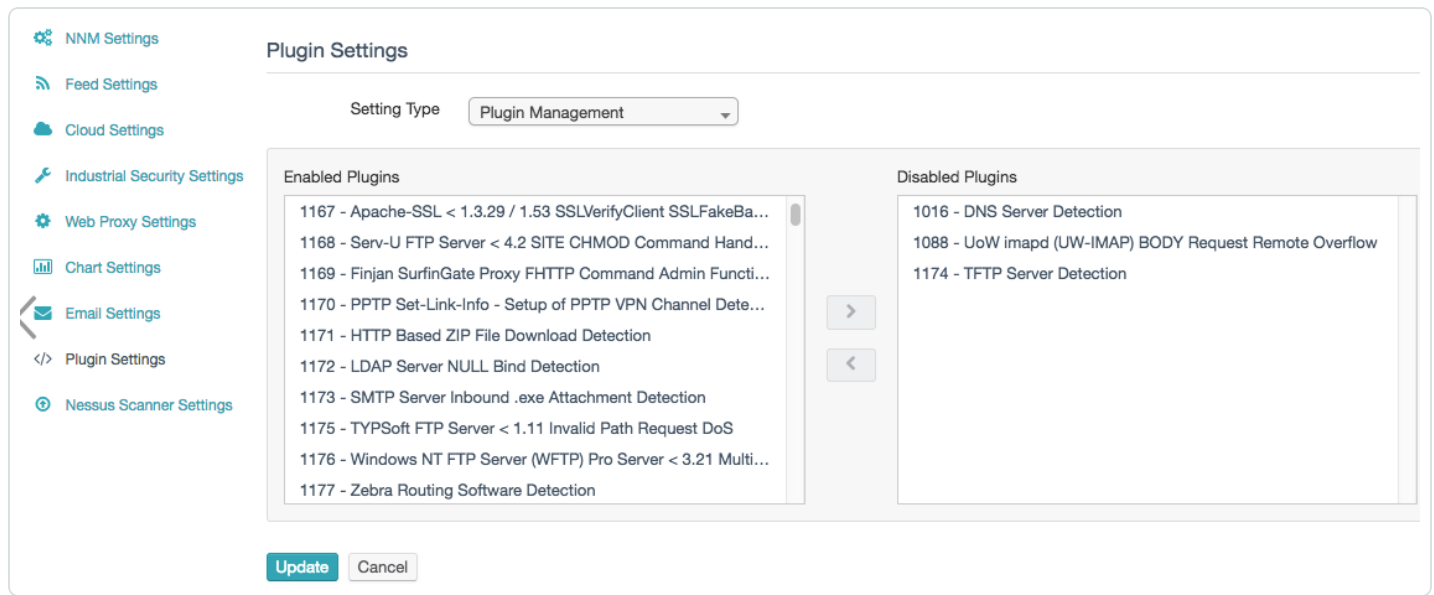 NNM Settings
Feed Settings
Cloud Settings
Industrial Security Settings
Web Proxy Settings
Chart Settings
Email Settings
Plugin Settings
Nessus Scanner Settings
Plugin Settings
Setting Type
Plugin Management
Enabled Plugins
1167 - Apache-SSL < 1.3.29 / 1.53 SSLVerifyClient SSLFakeBa...
1168 - Serv-U FTP Server < 4.2 SITE CHMOD Command Hand...
1169 - Finjan SurfinGate Proxy FHTTP Command Admin Functi...
1170 - PPTP Set-Link-Info - Setup of PPTP VPN Channel Dete...
1171 - HTTP Based ZIP File Download Detection
1172 - LDAP Server NULL Bind Detection
1173 - SMTP Server Inbound .exe Attachment Detection
1175 - TYPSoft FTP Server < 1.11 Invalid Path Request DoS
1176 - Windows NT FTP Server (WFTP) Pro Server < 3.21 Multi...
1177 - Zebra Routing Software Detection
Disabled Plugins
1016 - DNS Server Detection
1088 - UoW imapd (UW-IMAP) BODY Request Remote Overflow
1174 - TFTP Server Detection
Update
Cancel